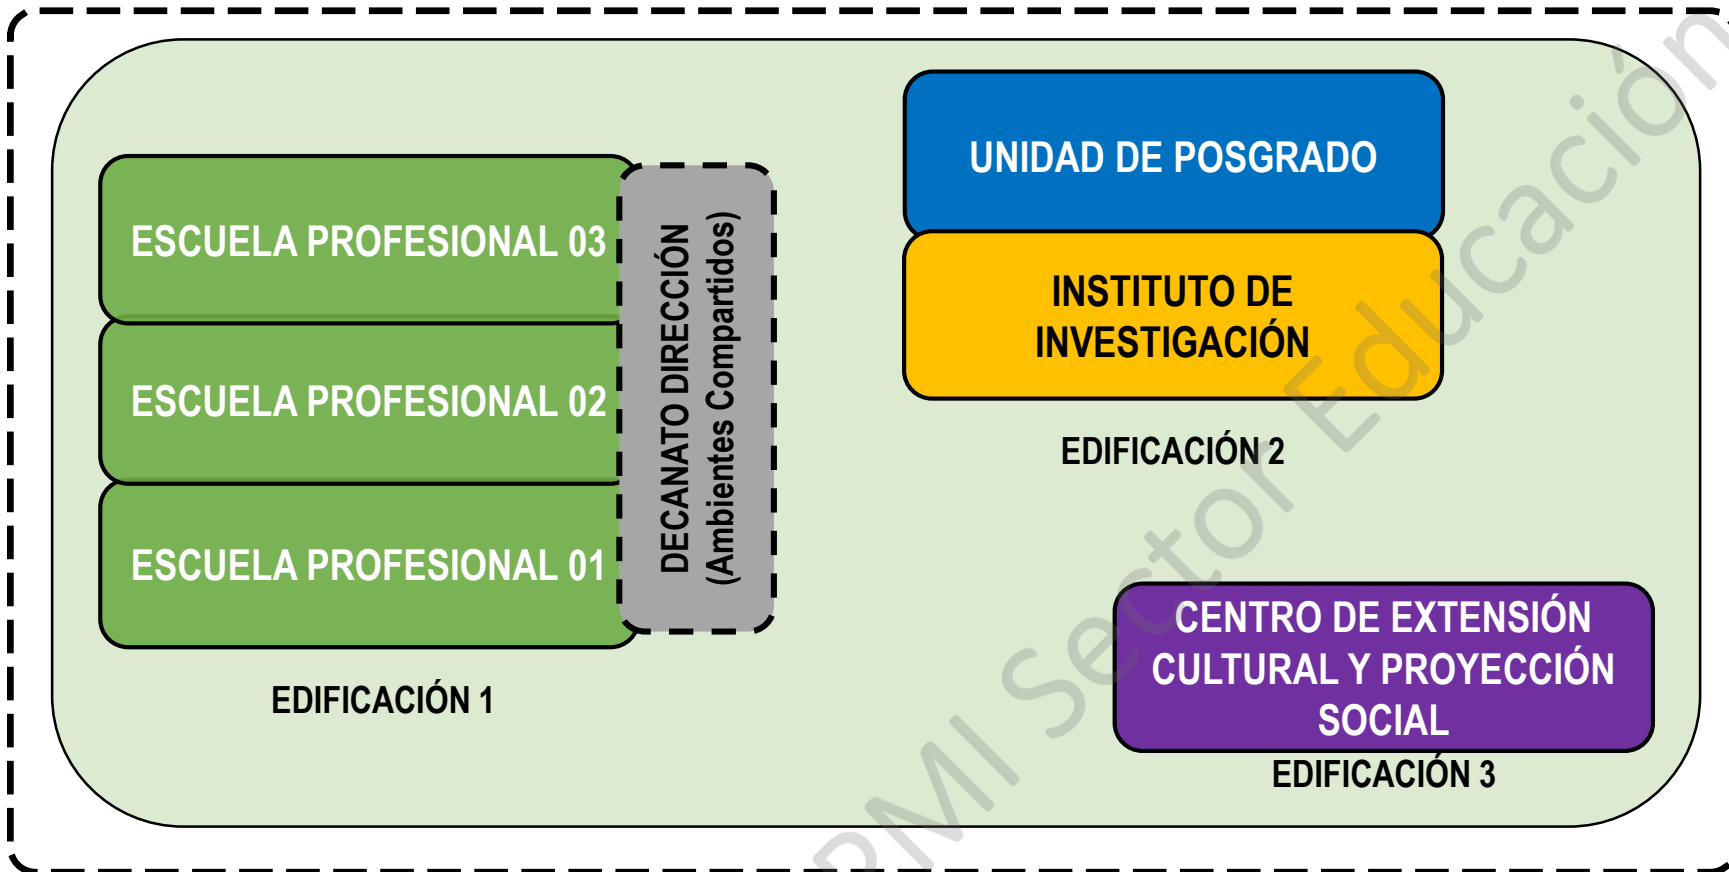 ESCUELA PROFESIONAL 03
ESCUELA PROFESIONAL 02
ESCUELA PROFESIONAL 01
DECANATO DIRECCIÓN
(Ambientes Compartidos)
EDIFICACIÓN 1
UNIDAD DE POSGRADO
INSTITUTO DE
INVESTIGACIÓN
EDIFICACIÓN 2
CENTRO DE EXTENSIÓN
CULTURAL Y PROYECCIÓN
SOCIAL
EDIFICACIÓN 3
PMI Sector Educación